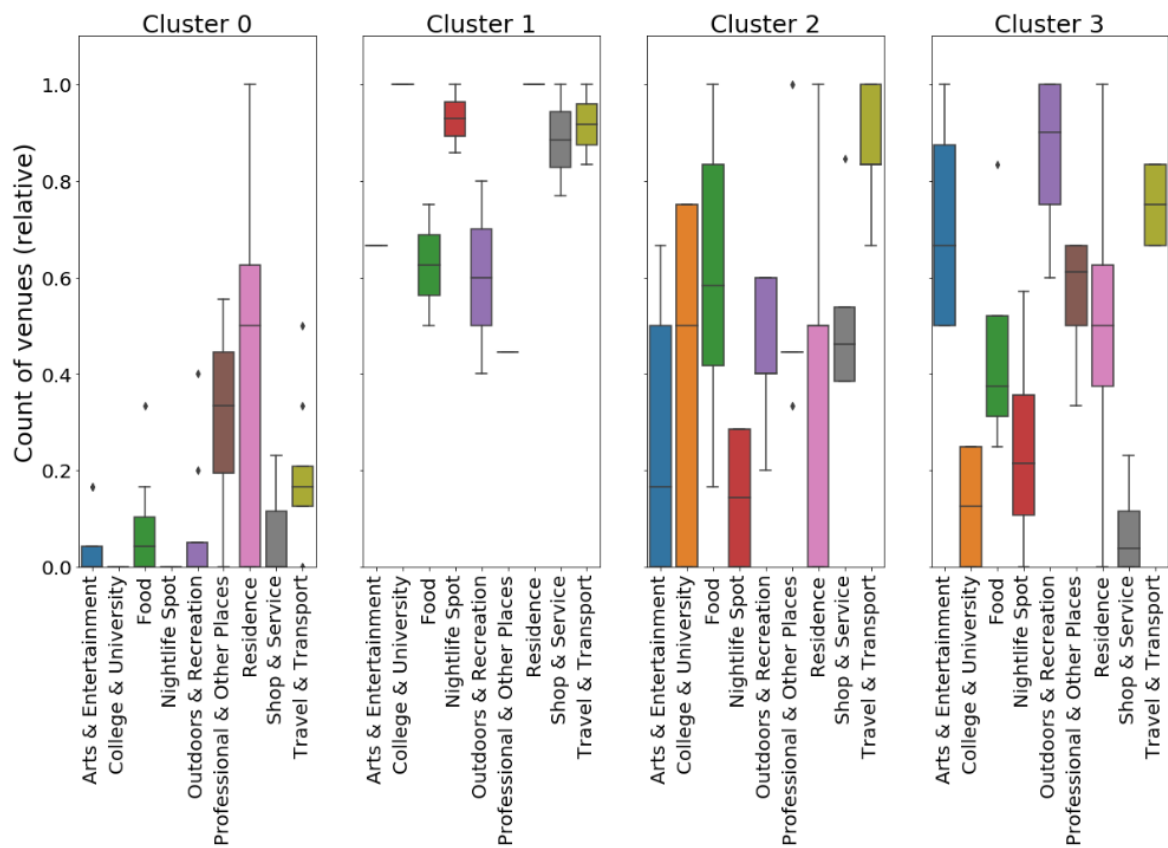 Cluster 0
Cluster 1
Cluster 2
Cluster 3
Count of venues (relative)
1.0
0.8
0.6
0.4
0.2
0.0
Arts & Entertainment
College & University
Food
Nightlife Spot
Outdoors & Recreation
Professional & Other Places
Residence
Shop & Service
Travel & Transport
Arts & Entertainment
College & University
Food
Nightlife Spot
Outdoors & Recreation
Professional & Other Places
Residence
Shop & Service
Travel & Transport
Arts & Entertainment
College & University
Food
Nightlife Spot
Outdoors & Recreation
Professional & Other Places
Residence
Shop & Service
Travel & Transport
Arts & Entertainment
College & University
Food
Nightlife Spot
Outdoors & Recreation
Professional & Other Places
Residence
Shop & Service
Travel & Transport